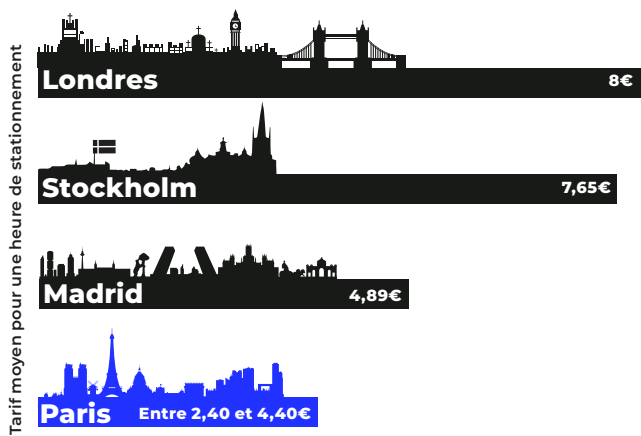 Tarif moyen pour une heure de stationnement
Londres 8€
Stockholm 7,65€
Madrid 4,89€
Paris Entre 2,40 et 4,40€